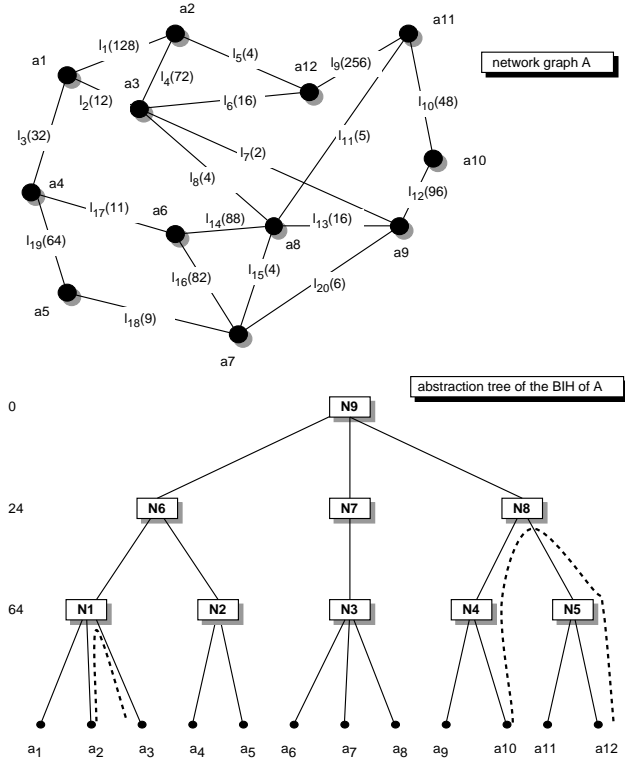 a2
a11
l1(128)
a1
l5(4)
a12
l9(256)
network graph A
l4(72)
a3
l2(12)
l6(16)
l10(48)
l3(32)
l11(5)
l7(2)
a10
l8(4)
l12(96)
a4
l17(11)
a6
l14(88)
l13(16)
a8
a9
l19(64)
l16(82)
l15(4)
l20(6)
a5
l18(9)
a7
abstraction tree of the BIH of A
0
N9
24
N6
N7
N8
64
N1
N2
N3
N4
N5
a1 a2 a3 a4 a5 a6 a7 a8 a9 a10 a11 a12